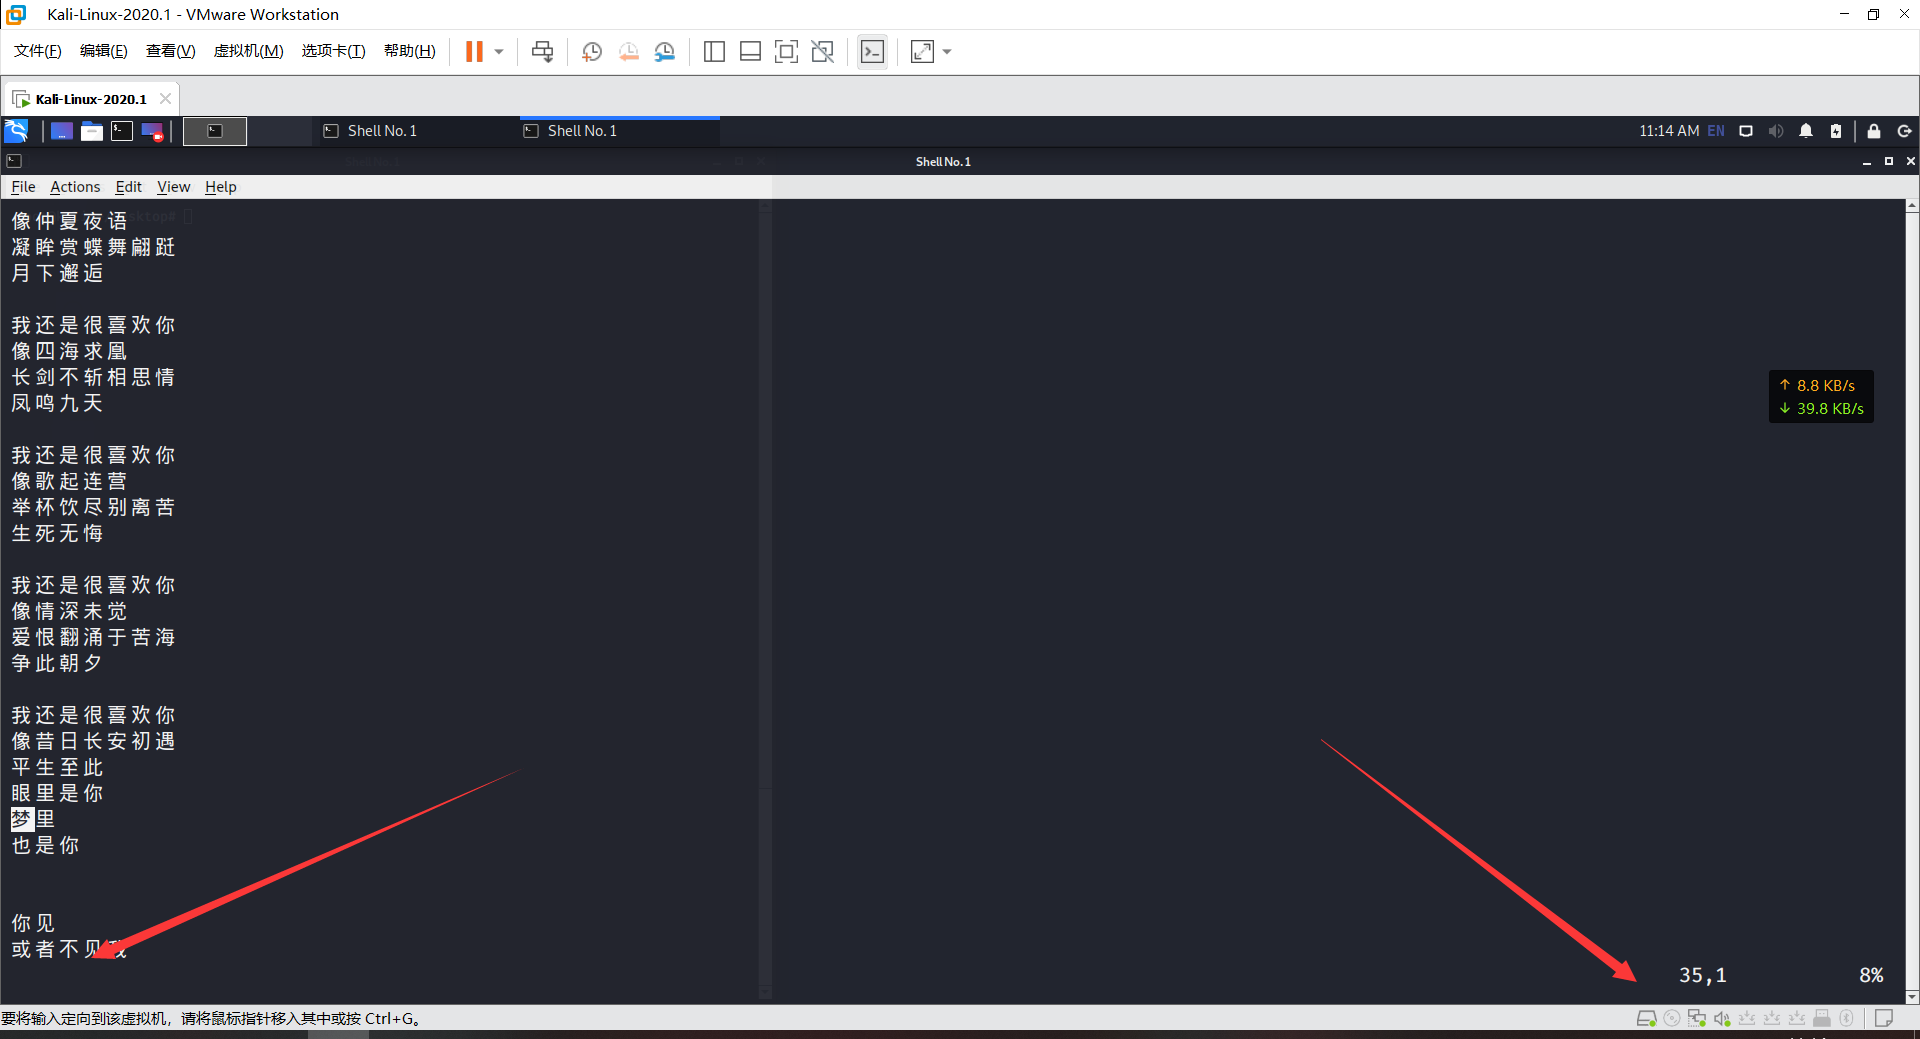 Kali-Linux-2020.1 - VMware Workstation
文件(F) 编辑(E) 查看(V) 虚拟机(M) 选项卡(T) 帮助(H)
Kali-Linux-2020.1
Shell No. 1
Shell No. 1
11:14 AM EN
Shell No. 1
File Actions Edit View Help
像仲夏夜语
凝眸赏蝶舞翩跹
月下邂逅
我还是很喜欢你
像四海求凰
长剑不斩相思情
凤鸣九天
↑ 8.8 KB/s
↓ 39.8 KB/s
我还是很喜欢你
像歌起连营
举杯饮尽别离苦
生死无悔
我还是很喜欢你
像情深未觉
爱恨翻涌于苦海
争此朝夕
我还是很喜欢你
像昔日长安初遇
平生至此
眼里是你
梦里
也是你
你见
或者不见我
35,1 8%
要将输入定向到该虚拟机，请将鼠标指针移入其中或按 Ctrl+G。